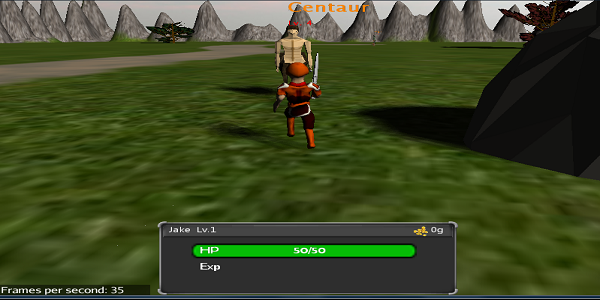 Centaur
Jake Lv.1
0g
HP 50/50
Exp
Frames per second: 35